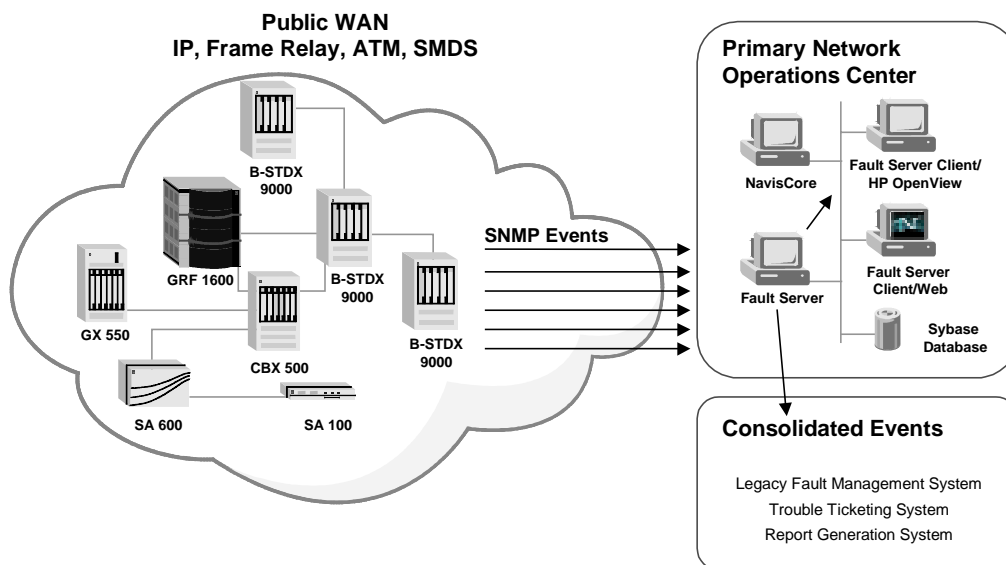 Public WAN
IP, Frame Relay, ATM, SMDS
B-STDX
9000
GRF 1600
B-STDX
9000
GX 550
CBX 500
B-STDX
9000
SA 600
SA 100
SNMP Events
Primary Network
Operations Center
NavisCore
Fault Server Client/
HP OpenView
Fault Server
Fault Server
Client/Web
Sybase
Database
Consolidated Events
Legacy Fault Management System
Trouble Ticketing System
Report Generation System